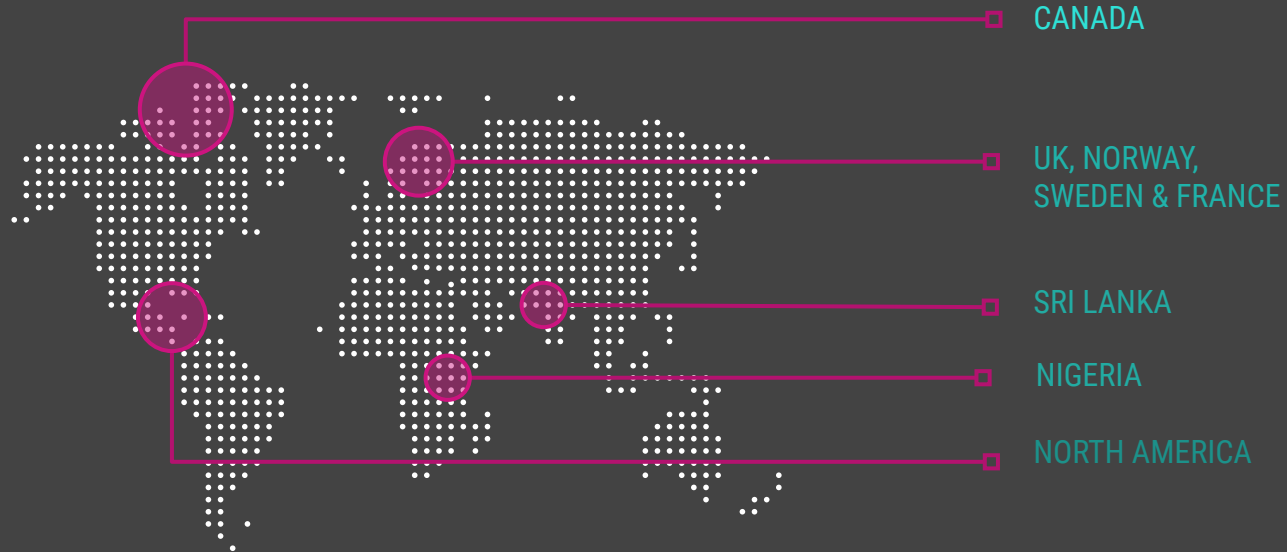 CANADA
UK, NORWAY,
SWEDEN & FRANCE
SRI LANKA
NIGERIA
NORTH AMERICA